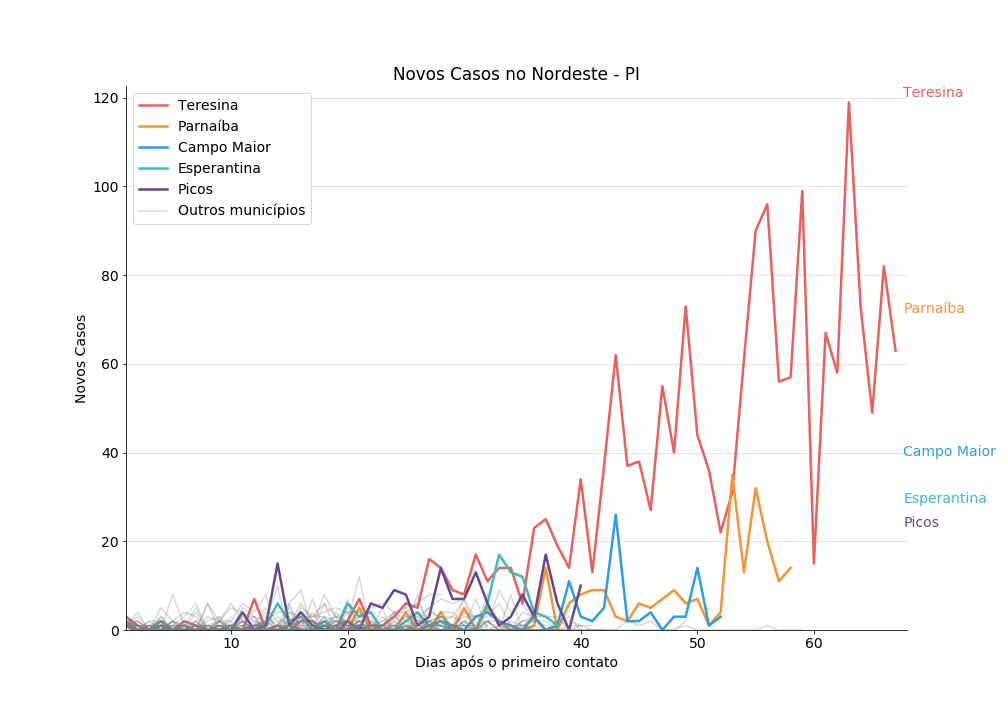 Novos Casos no Nordeste - PI
Teresina
Parnaíba
Campo Maior
Esperantina
Picos
Outros municípios
120
100
80
60
40
20
0
Novos Casos
10
20
30
40
50
60
Dias após o primeiro contato
Teresina
Parnaíba
Campo Maior
Esperantina
Picos